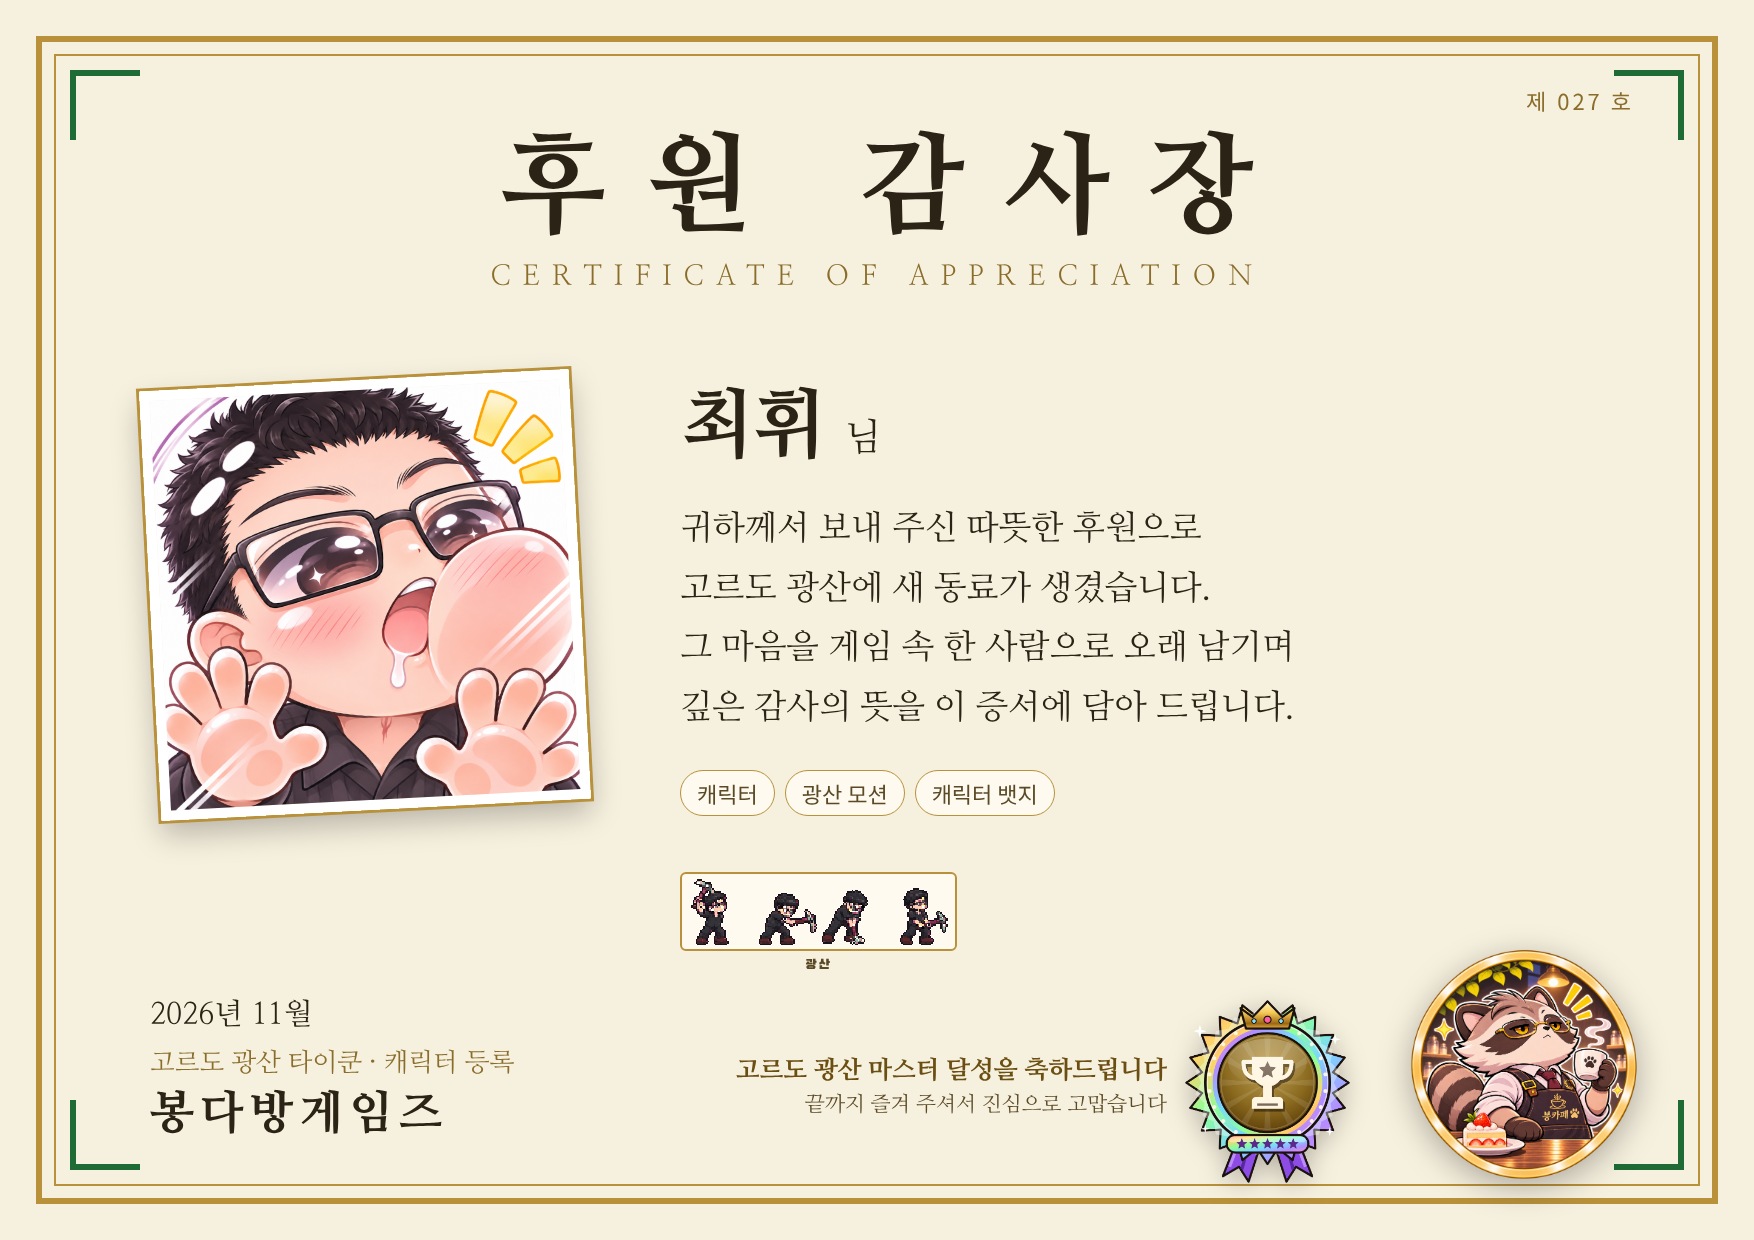 제 027 호
후원 감사장
CERTIFICATE OF APPRECIATION
최휘 님
귀하께서 보내 주신 따뜻한 후원으로
고르도 광산에 새 동료가 생겼습니다.
그 마음을 게임 속 한 사람으로 오래 남기며
깊은 감사의 뜻을 이 증서에 담아 드립니다.
캐릭터 광산 모션 캐릭터 뱃지
광산
2026년 11월
고르도 광산 타이쿤 · 캐릭터 등록
봉다방게임즈
고르도 광산 마스터 달성을 축하드립니다
끝까지 즐겨 주셔서 진심으로 고맙습니다
봉카페